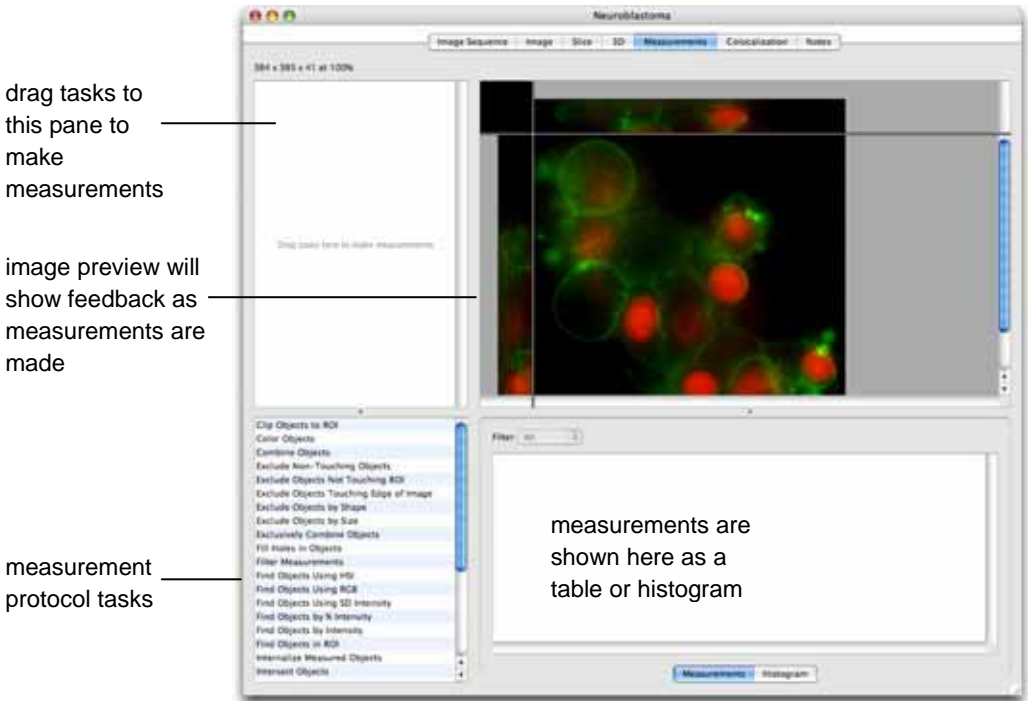 Neuroblastoma
Image Sequence Image Slice 3D Measurements Colocalization Notes
384 x 385 x 41 at 100%
drag tasks to
this pane to
make
measurements
Drag tasks here to make measurements
image preview will
show feedback as
measurements are
made
Clip Objects to ROI
Color Objects
Combine Objects
Exclude Non-Touching Objects
Exclude Objects Not Touching ROI
Exclude Objects Touching Edge of Image
Exclude Objects by Shape
Exclude Objects by Size
Exclusively Combine Objects
Fill Holes in Objects
Filter Measurements
Find Objects Using HSI
Find Objects Using RGB
Find Objects Using SD Intensity
Find Objects by % Intensity
Find Objects by Intensity
Find Objects in ROI
Internalize Measured Objects
Intersect Objects
measurement
protocol tasks
Filter: All
measurements are
shown here as a
table or histogram
Measurements Histogram